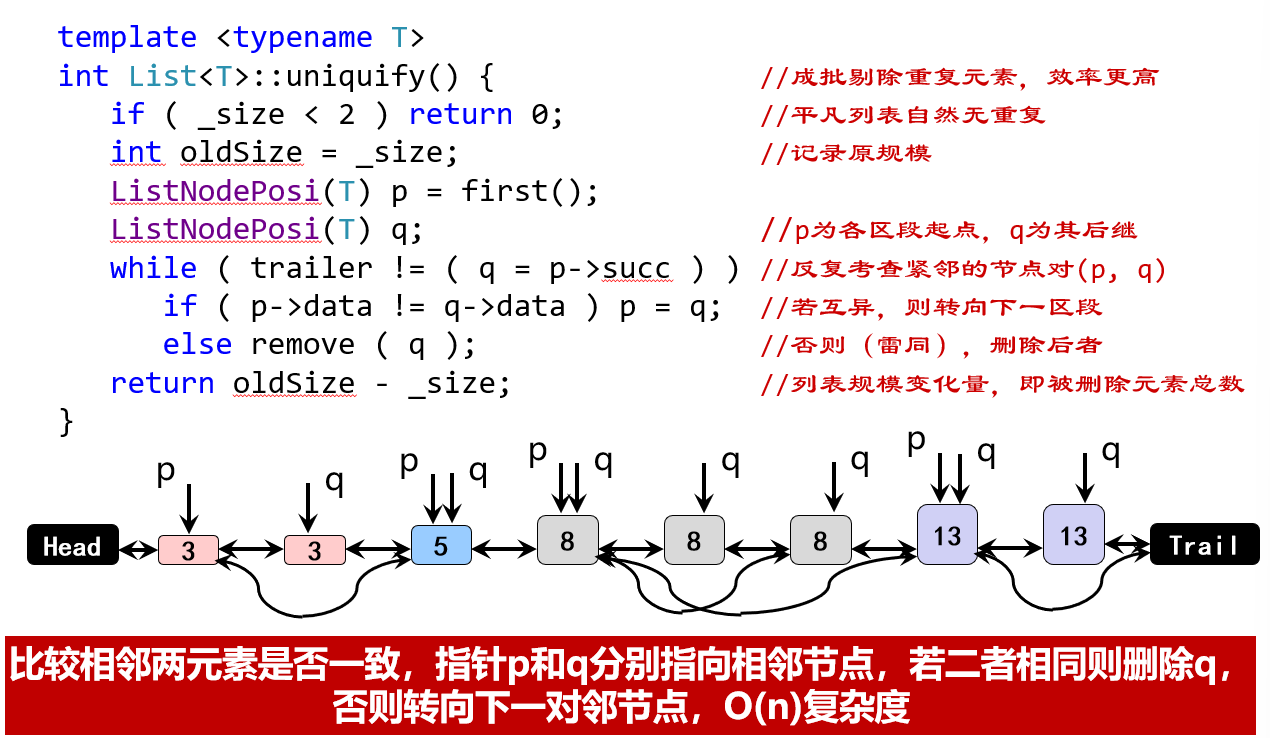 template <typename T>
int List<T>::uniquify() { //成批剔除重复元素，效率更高
if ( _size < 2 ) return 0; //平凡列表自然无重复
int oldSize = _size; //记录原规模
ListNodePosi(T) p = first();
ListNodePosi(T) q; //p为各区段起点，q为其后继
while ( trailer != ( q = p->succ ) ) //反复考查紧邻的节点对(p, q)
if ( p->data != q->data ) p = q; //若互异，则转向下一区段
else remove ( q ); //否则（雷同），删除后者
return oldSize - _size; //列表规模变化量，即被删除元素总数
}
p q p q p q q q p q q
Head 3 3 5 8 8 8 13 13 Trail
比较相邻两元素是否一致，指针p和q分别指向相邻节点，若二者相同则删除q，
否则转向下一对邻节点，O(n)复杂度